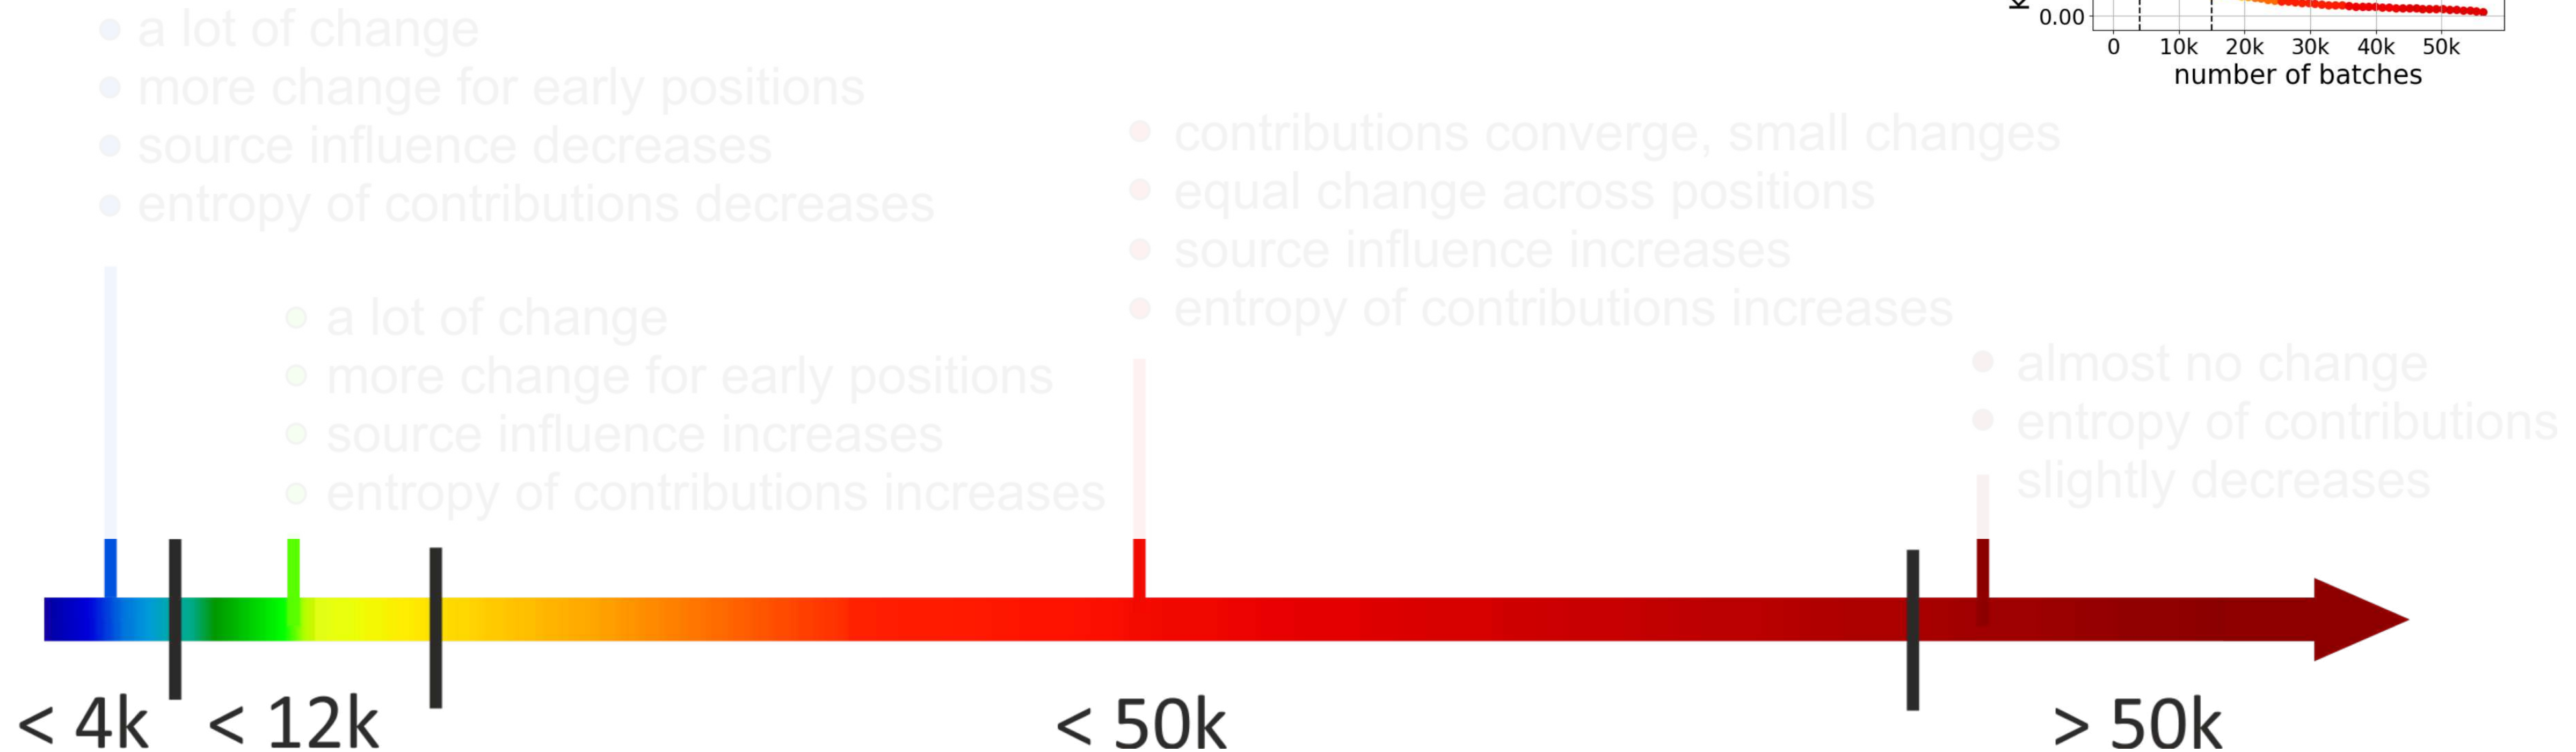 a lot of change
more change for early positions
source influence decreases
entropy of contributions decreases
a lot of change
more change for early positions
source influence increases
entropy of contributions increases
contributions converge, small changes
equal change across positions
source influence increases
entropy of contributions increases
almost no change
entropy of contributions
slightly decreases
0.00
0 10k 20k 30k 40k 50k
number of batches
< 4k < 12k < 50k > 50k